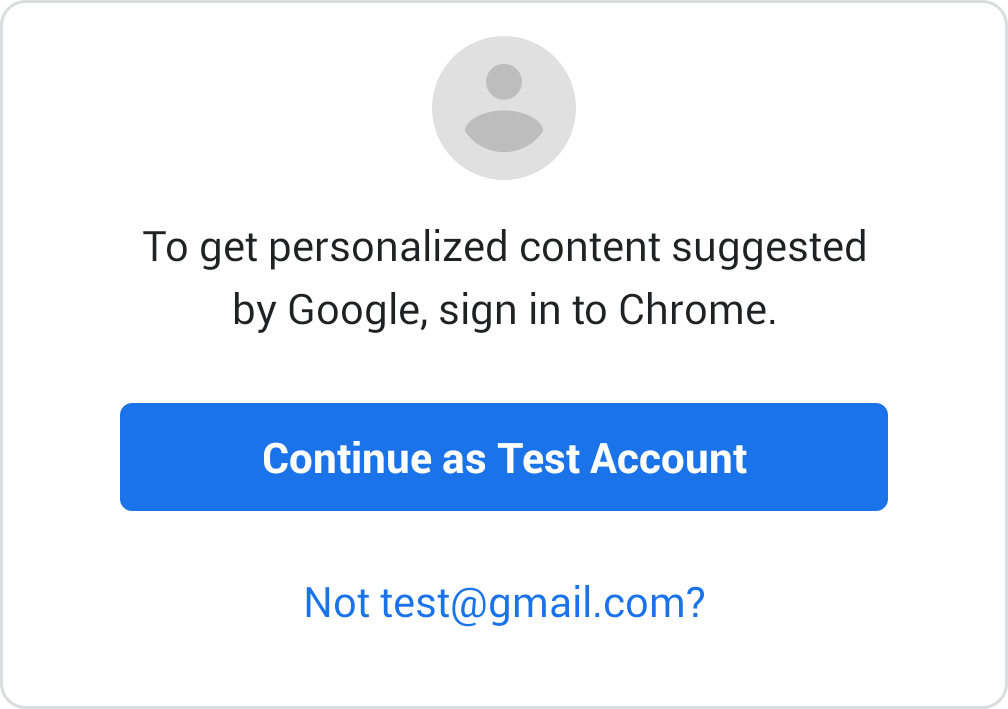 To get personalized content suggested
by Google, sign in to Chrome.
Continue as Test Account
Not test@gmail.com?